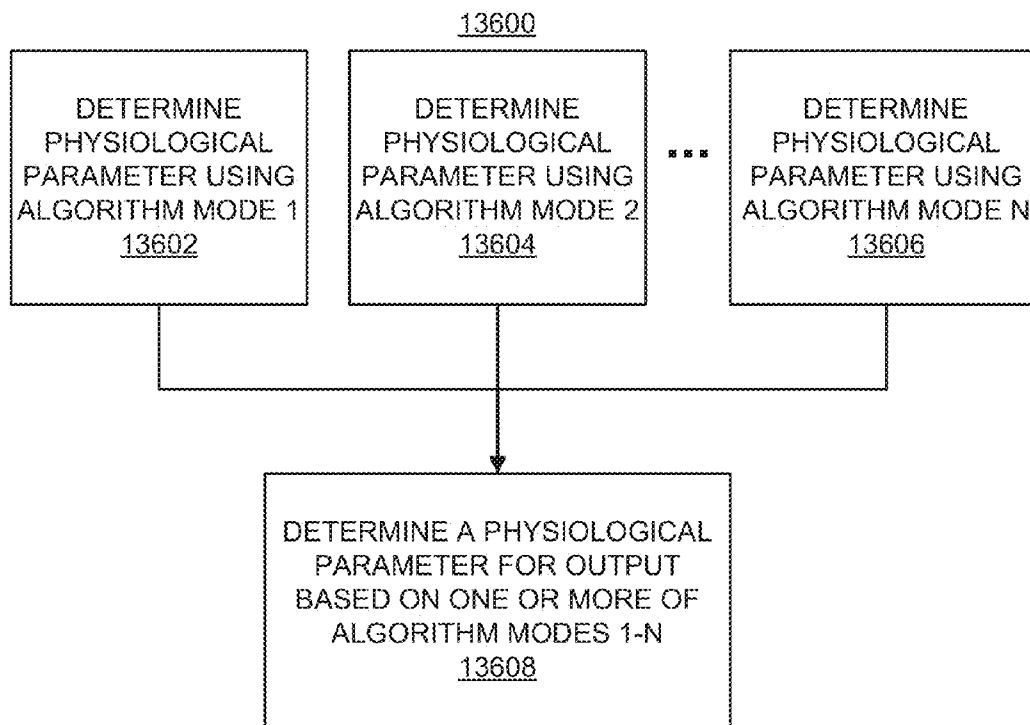 13600
DETERMINE
PHYSIOLOGICAL
PARAMETER USING
ALGORITHM MODE 1
13602
DETERMINE
PHYSIOLOGICAL
PARAMETER USING
ALGORITHM MODE 2
13604
...
DETERMINE
PHYSIOLOGICAL
PARAMETER USING
ALGORITHM MODE N
13606
DETERMINE A PHYSIOLOGICAL
PARAMETER FOR OUTPUT
BASED ON ONE OR MORE OF
ALGORITHM MODES 1-N
13608